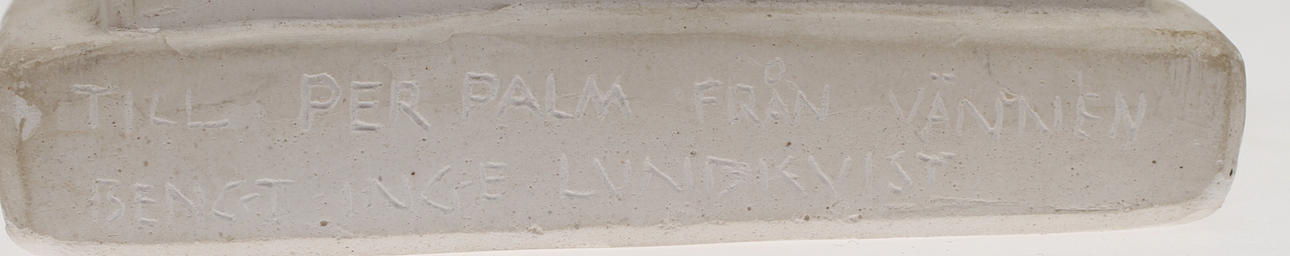 TILL PER PALM FRÅN VÄNNEN
BENGT INGE LUNDKVIST